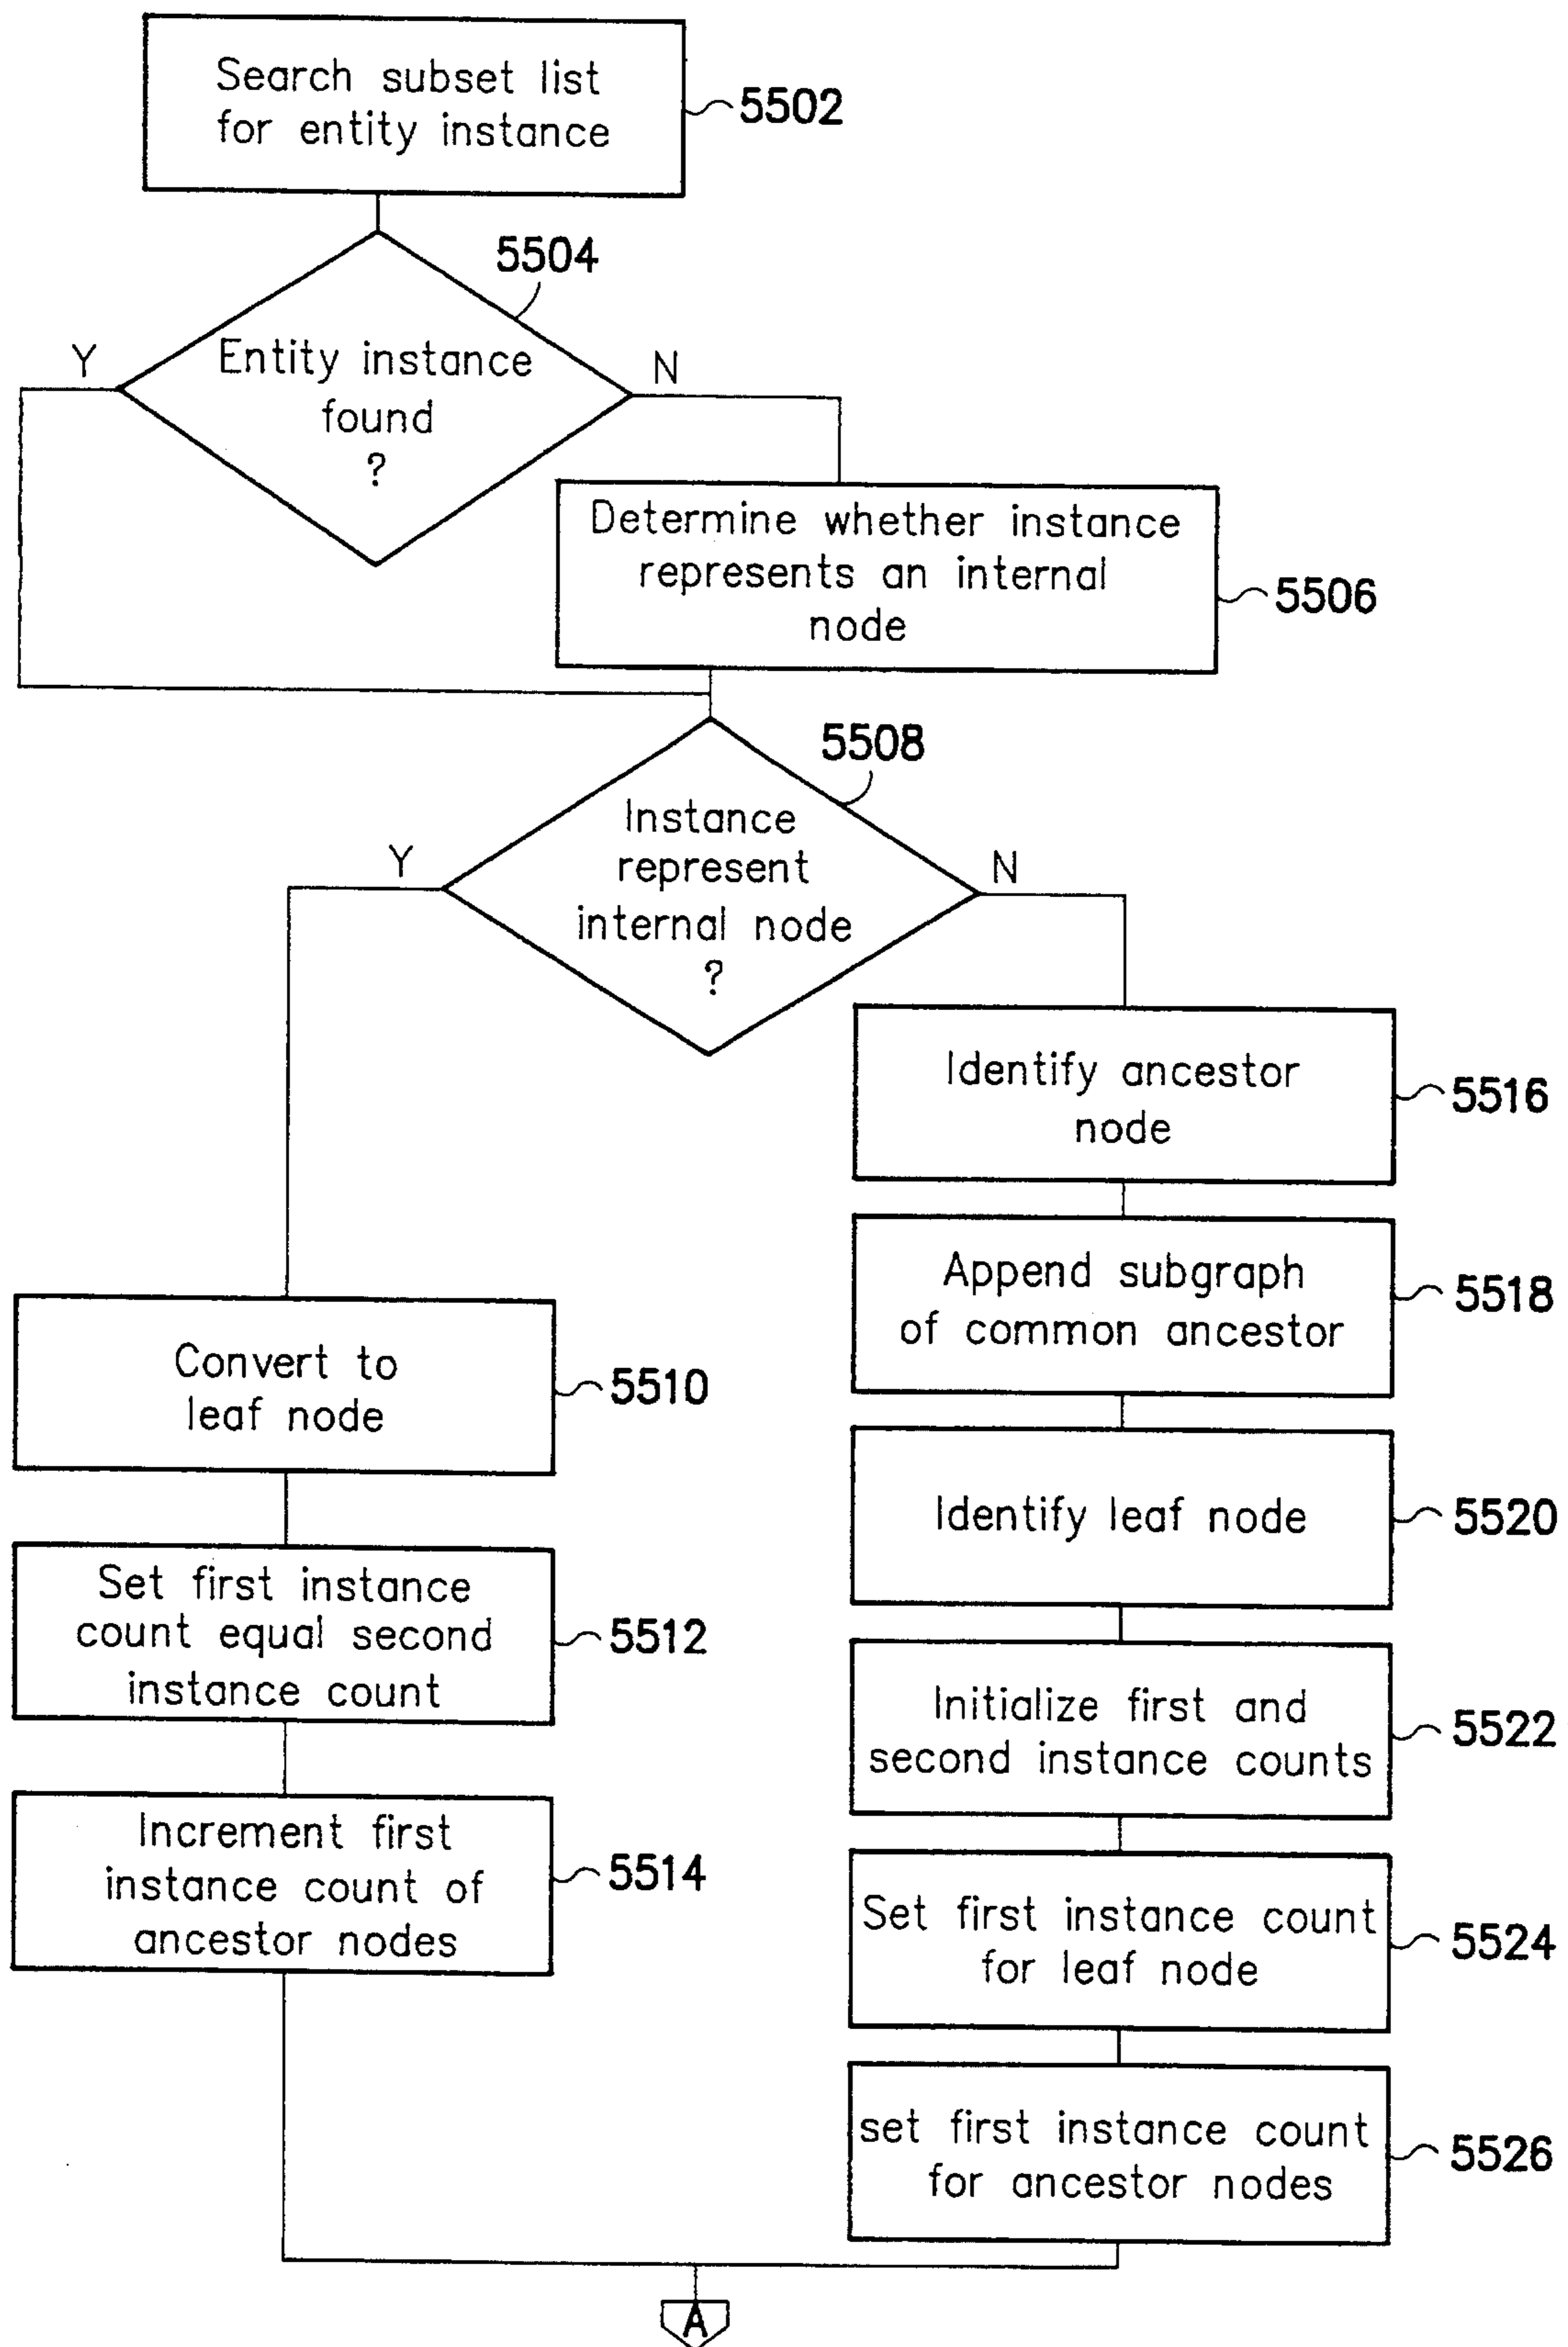 Search subset list
for entity instance
5502
5504
Y
N
Entity instance
found
?
Determine whether instance
represents an internal
node
5506
5508
Y
N
Instance
represent
internal node
?
Identify ancestor
node
5516
Append subgraph
of common ancestor
5518
Convert to
leaf node
5510
Identify leaf node
5520
Set first instance
count equal second
instance count
5512
Initialize first and
second instance counts
5522
Increment first
instance count of
ancestor nodes
5514
Set first instance count
for leaf node
5524
set first instance count
for ancestor nodes
5526
A